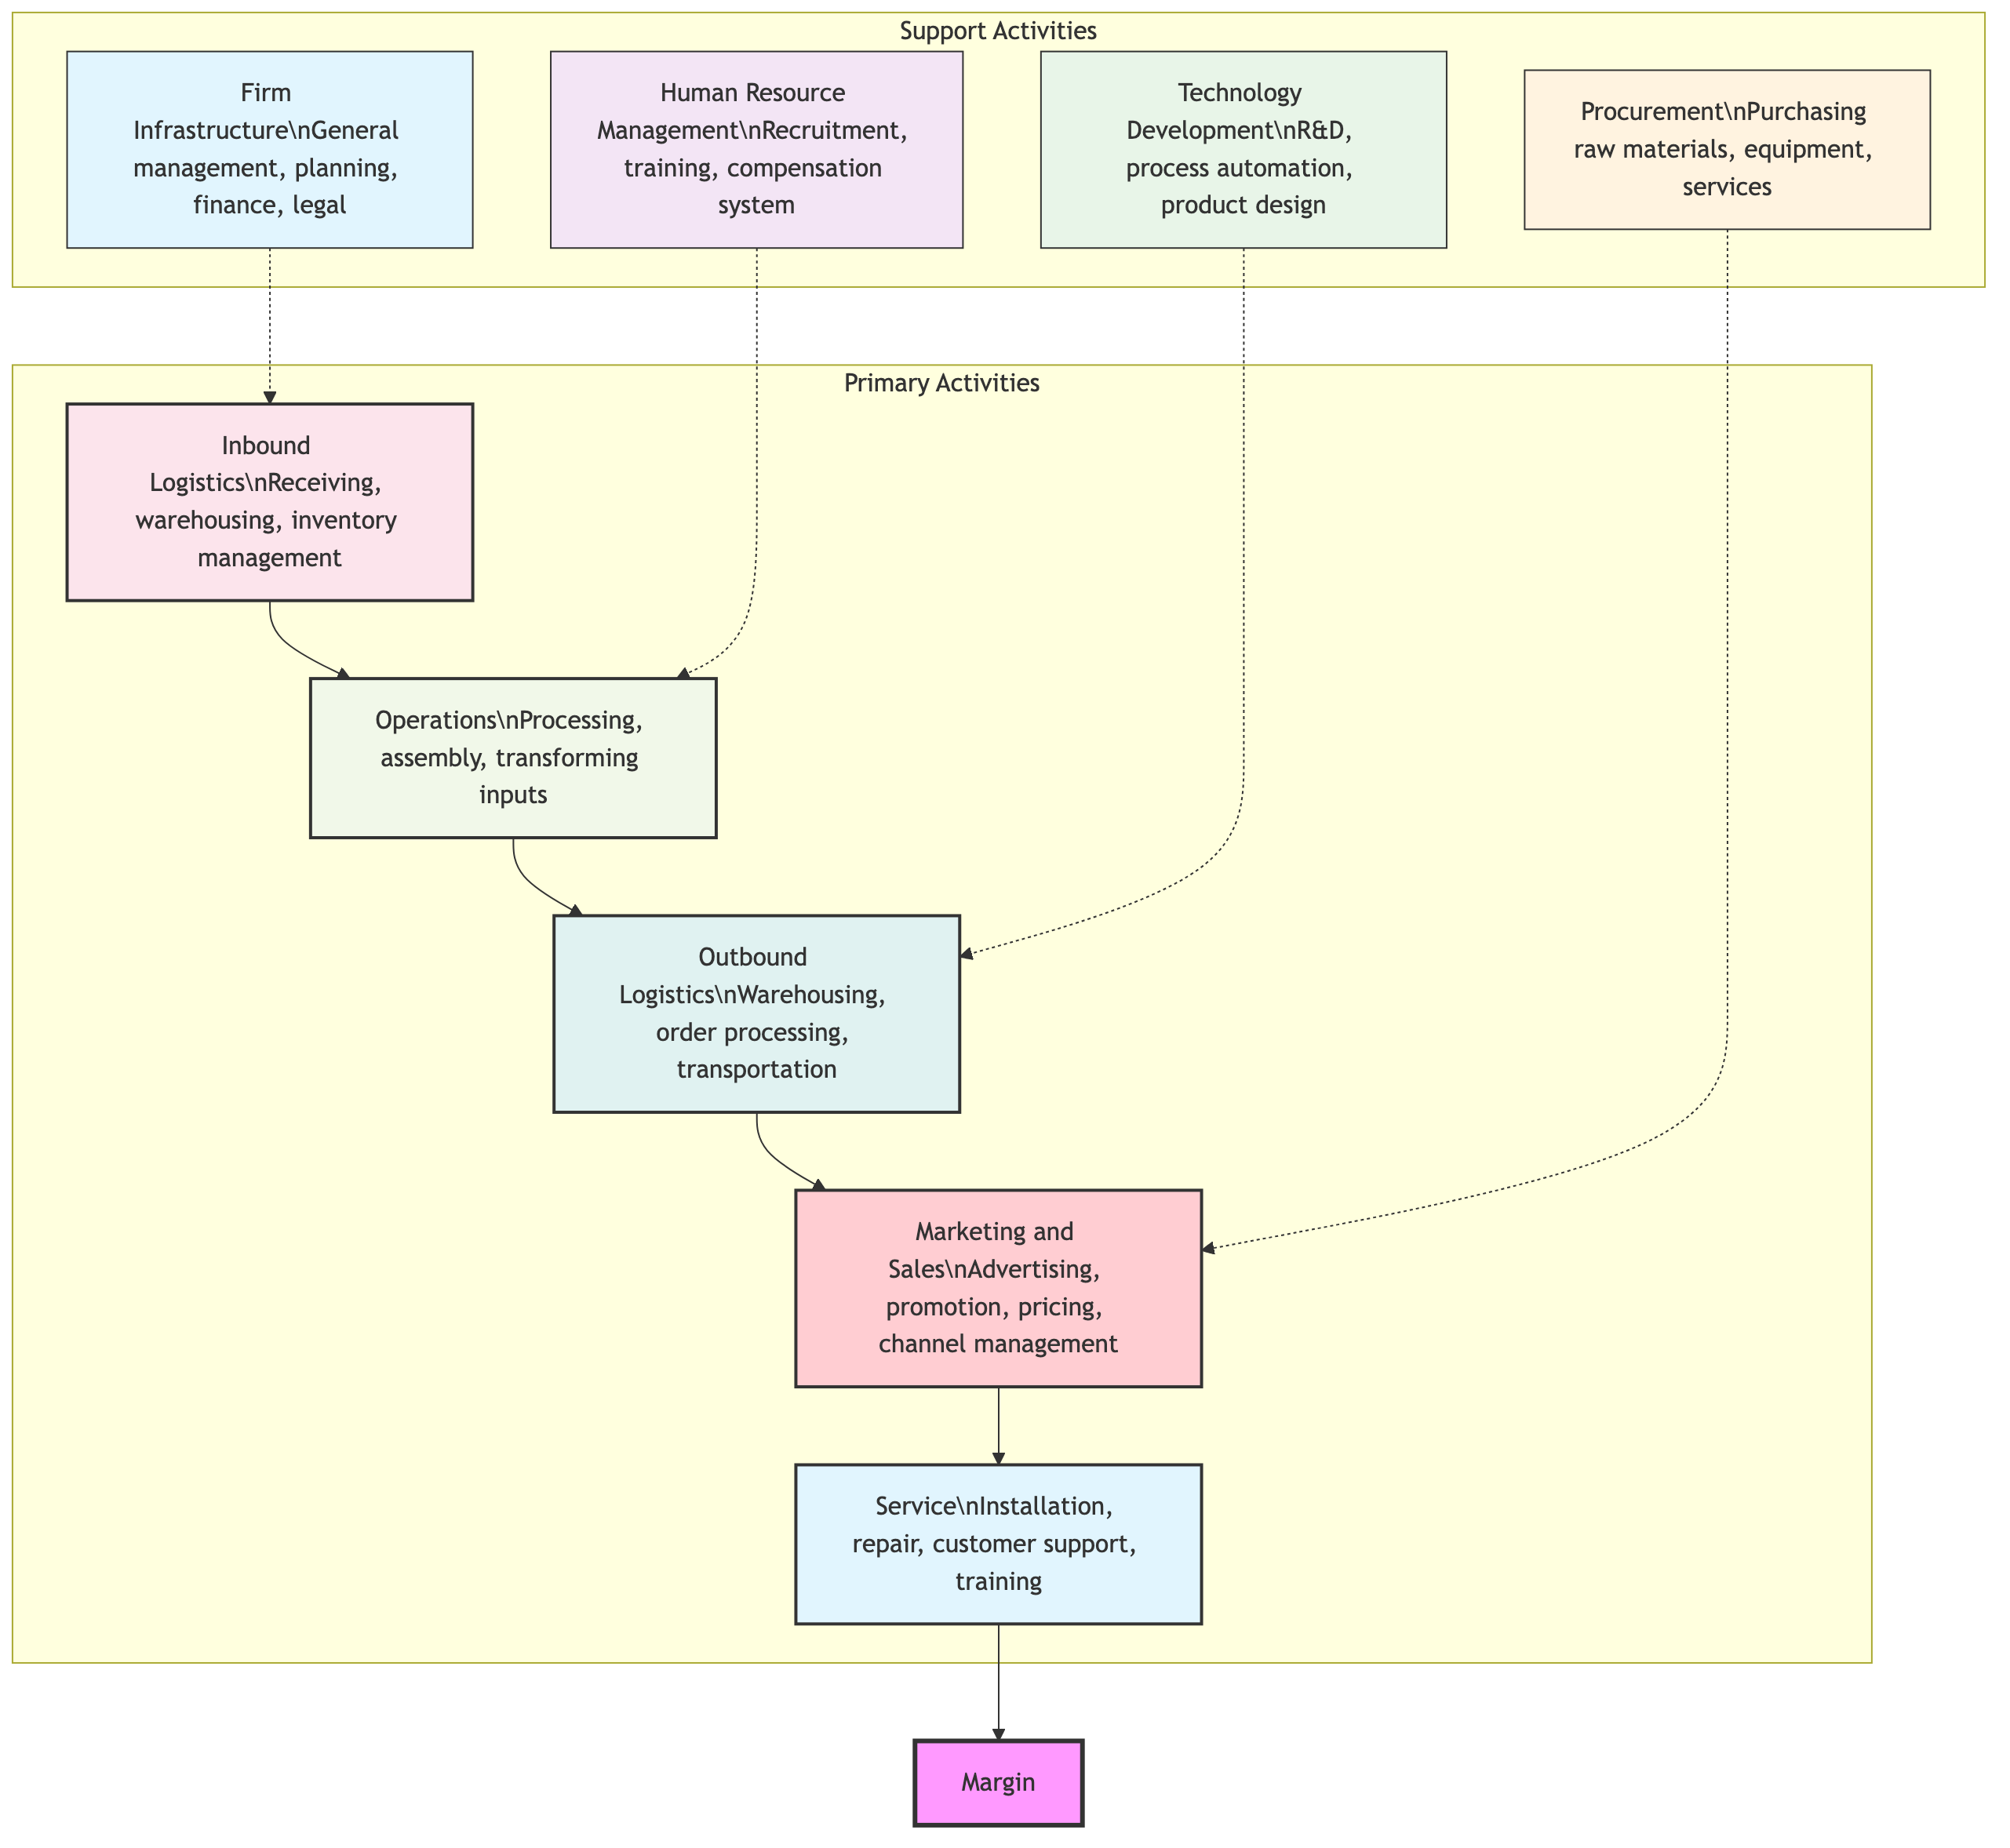 Support Activities
Firm
Infrastructure\nGeneral
management, planning,
finance, legal
Human Resource
Management\nRecruitment,
training, compensation
system
Technology
Development\nR&D,
process automation,
product design
Procurement\nPurchasing
raw materials, equipment,
services
Primary Activities
Inbound
Logistics\nReceiving,
warehousing, inventory
management
Operations\nProcessing,
assembly, transforming
inputs
Outbound
Logistics\nWarehousing,
order processing,
transportation
Marketing and
Sales\nAdvertising,
promotion, pricing,
channel management
Service\nInstallation,
repair, customer support,
training
Margin